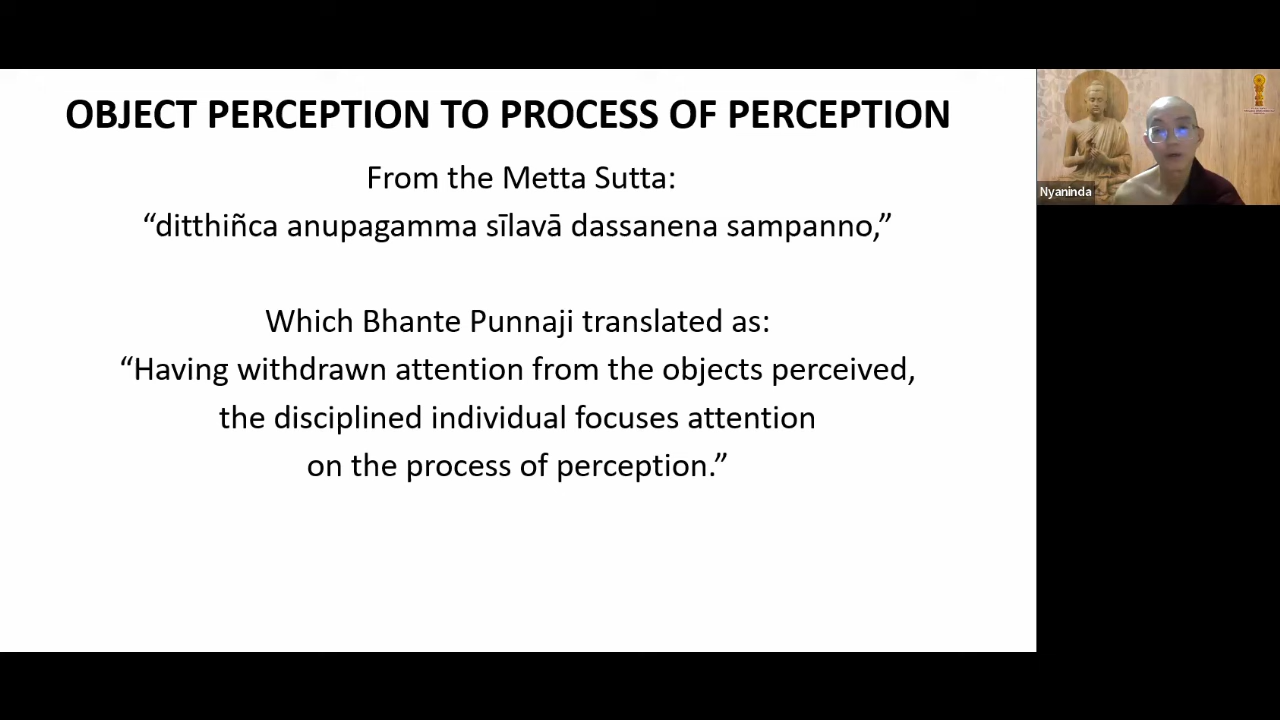 OBJECT PERCEPTION TO PROCESS OF PERCEPTION
From the Metta Sutta:
“ditthiñca anupagamma sīlavā dassanena sampanno,”
Which Bhante Punnaji translated as:
“Having withdrawn attention from the objects perceived,
the disciplined individual focuses attention
on the process of perception.”
Nyaninda